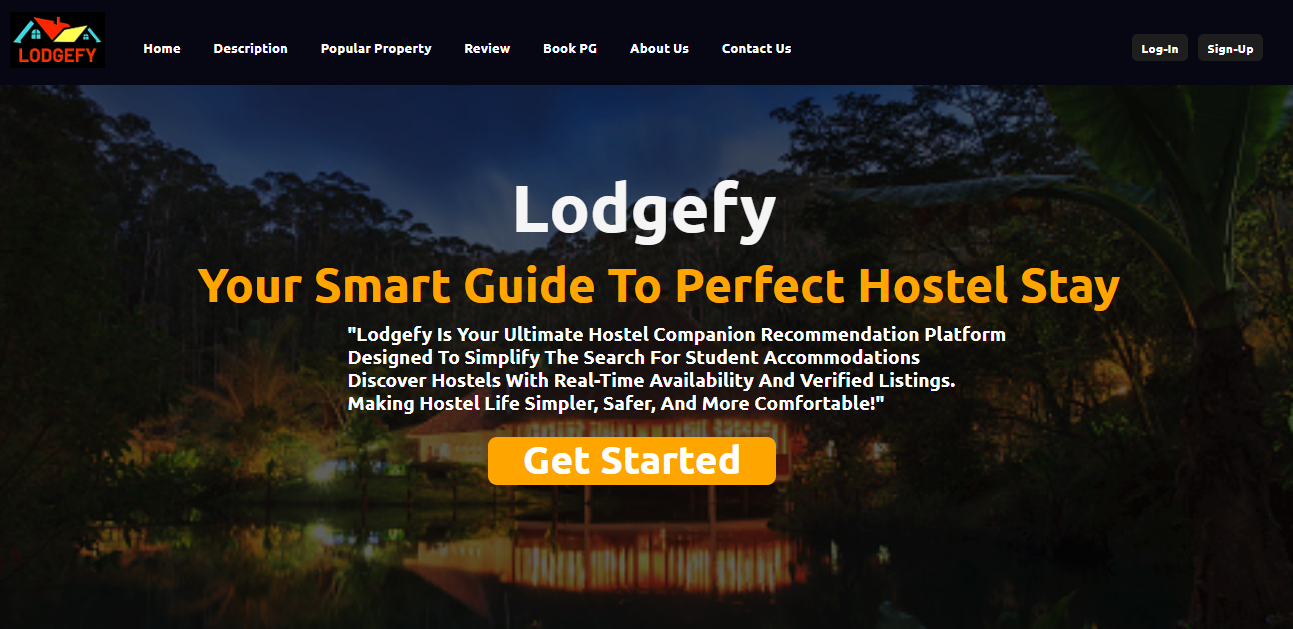 LODGEFY
Home Description Popular Property Review Book PG About Us Contact Us Log-In Sign-Up
Lodgefy
Your Smart Guide To Perfect Hostel Stay
"Lodgefy Is Your Ultimate Hostel Companion Recommendation Platform
Designed To Simplify The Search For Student Accommodations
Discover Hostels With Real-Time Availability And Verified Listings.
Making Hostel Life Simpler, Safer, And More Comfortable!"
Get Started